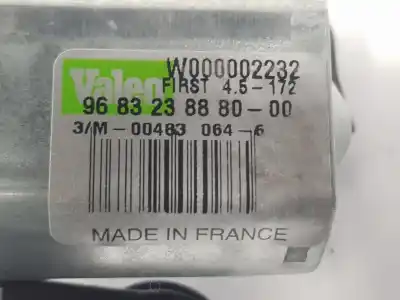 Valeo
W000002232
FIRST 4.5-172
96 83 23 88 80-00
3/M-00483 064-6
MADE IN FRANCE